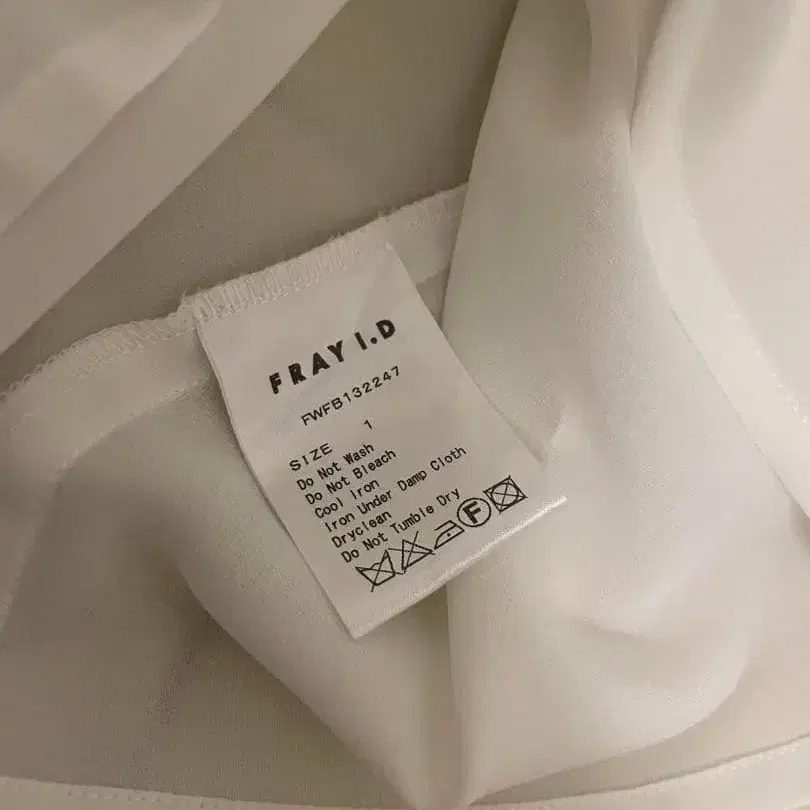 FRAY I.D
FWFB132247
SIZE 1
Do Not Wash
Do Not Bleach
Cool Iron
Iron Under Damp Cloth
Dryclean
Do Not Tumble Dry
F